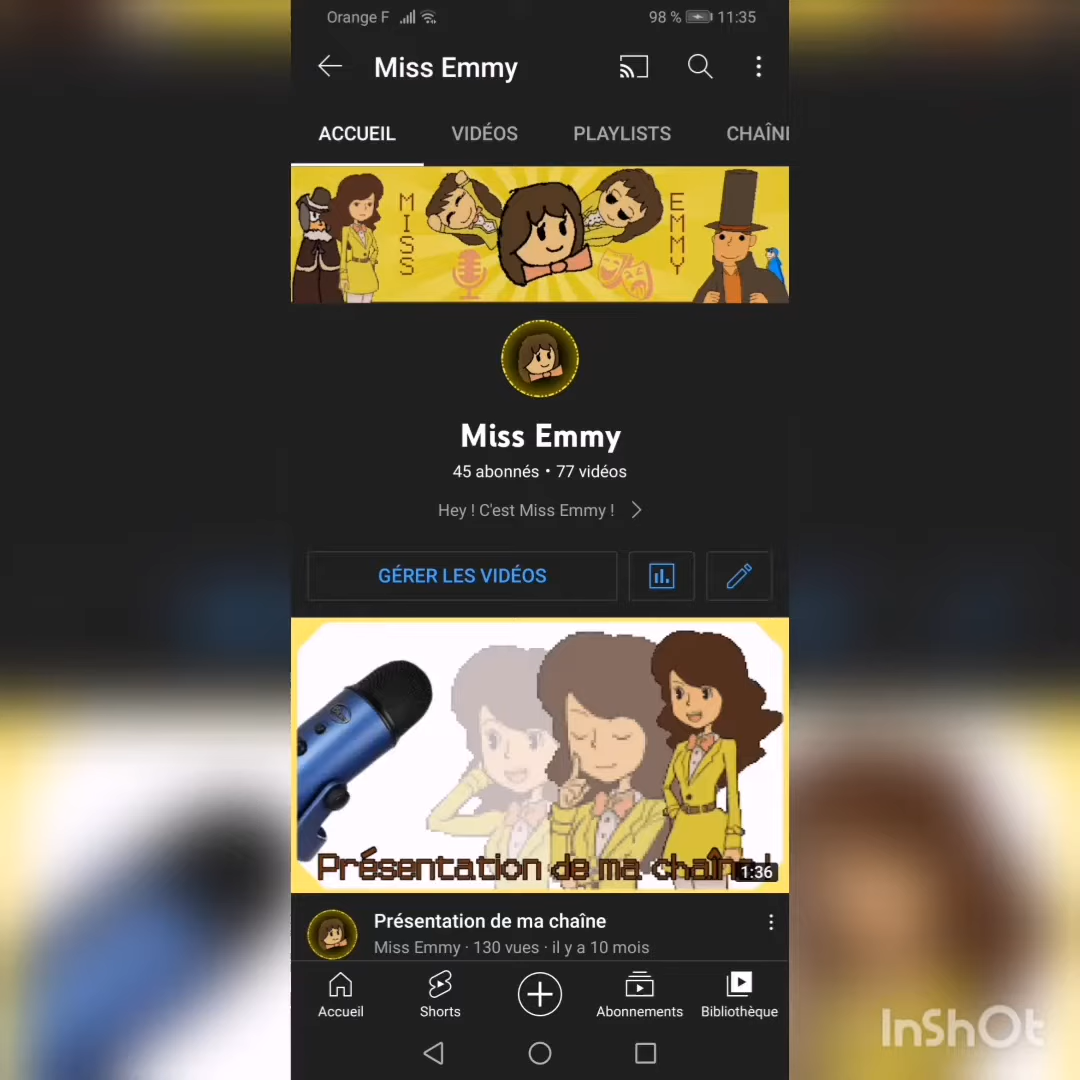 Orange F 98 % 11:35
Miss Emmy
ACCUEIL VIDÉOS PLAYLISTS CHAÎN
MISS EMMY
Miss Emmy
45 abonnés • 77 vidéos
Hey ! C'est Miss Emmy !
GÉRER LES VIDÉOS
Présentation de ma chaîne !
1:36
Présentation de ma chaîne
Miss Emmy · 130 vues · il y a 10 mois
Accueil Shorts Abonnements Bibliothèque
InShOt